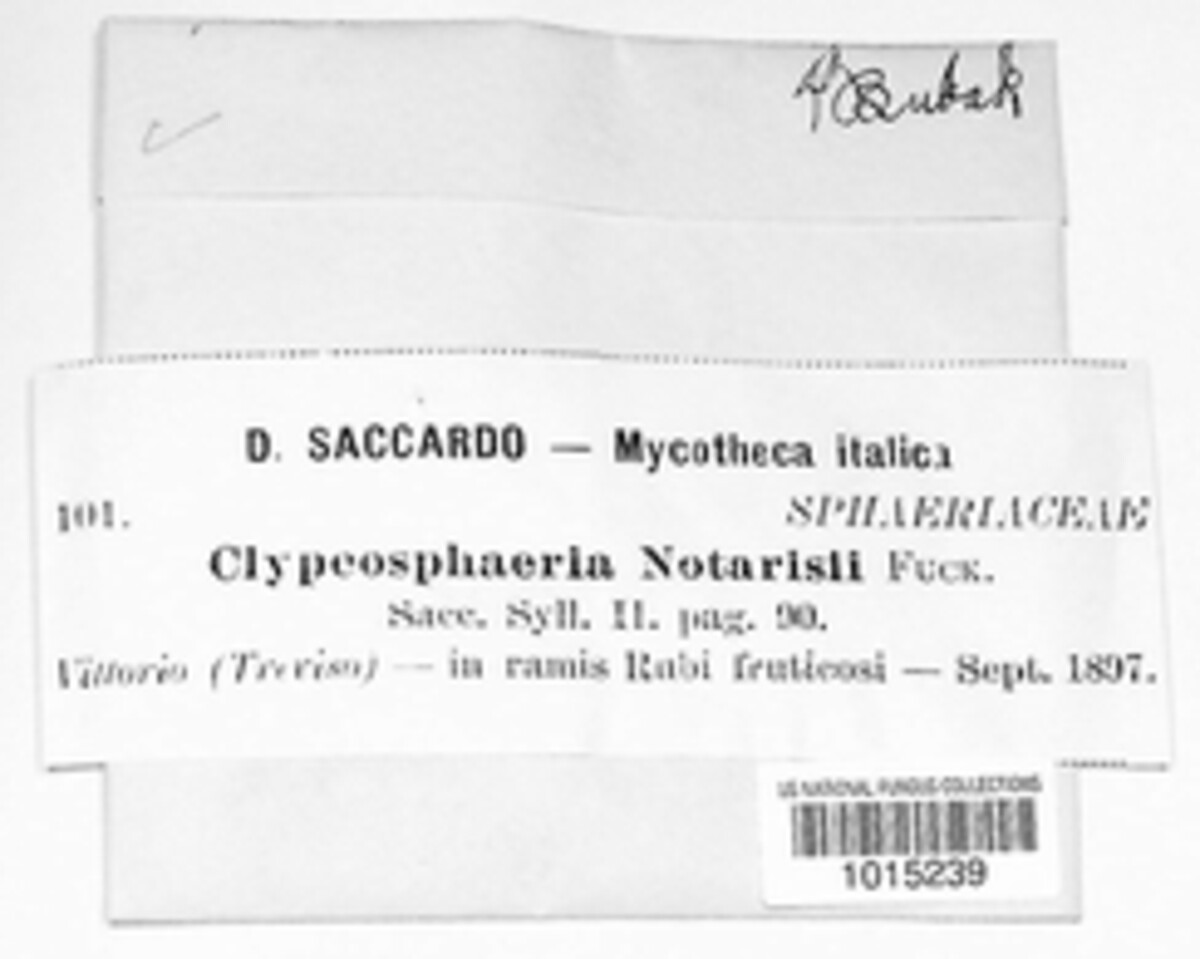 Bubak
D. SACCARDO — Mycotheca italica
101.
SPHAERIACEAE
Clypeosphaeria Notarisii FUCK.
Sacc. Syll. II. pag. 90.
Vittorio (Treviso) — in ramis Rubi fruticosi — Sept. 1897.
US NATIONAL FUNGUS COLLECTIONS
1015239